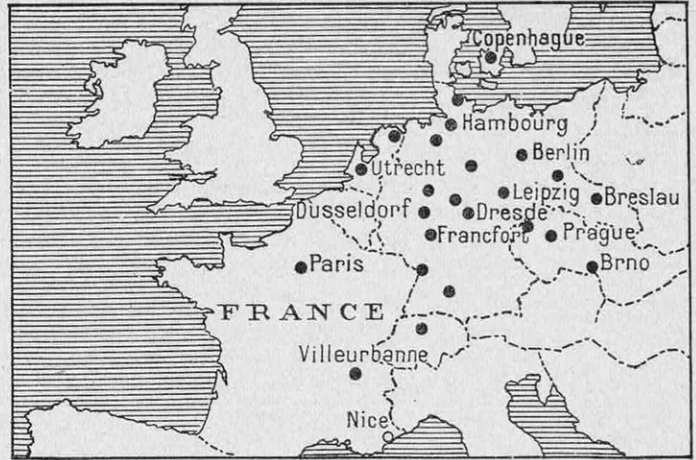 Copenhague
Hambourg
Berlin
Utrecht
Leipzig
Breslau
Dusseldorf
Dresde
Francfort
Prague
Paris
Brno
FRANCE
Villeurbanne
Nice